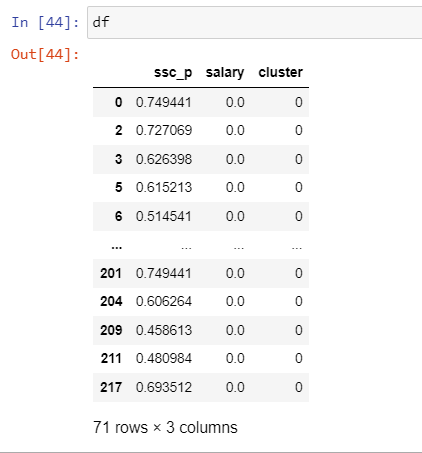 In [44]: df
Out[44]:
ssc_p salary cluster
0 0.749441 0.0 0
2 0.727069 0.0 0
3 0.626398 0.0 0
5 0.615213 0.0 0
6 0.514541 0.0 0
... ... ... ...
201 0.749441 0.0 0
204 0.606264 0.0 0
209 0.458613 0.0 0
211 0.480984 0.0 0
217 0.693512 0.0 0
71 rows × 3 columns